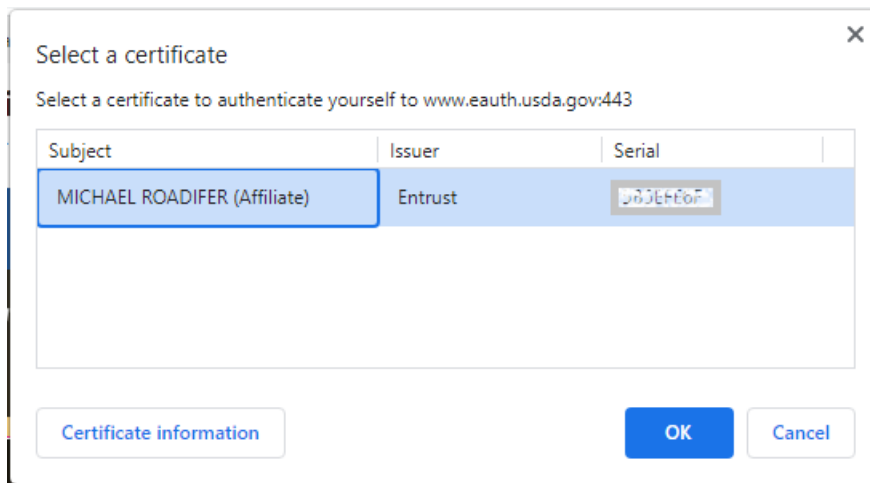 Select a certificate
Select a certificate to authenticate yourself to www.eauth.usda.gov:443
Subject Issuer Serial
MICHAEL ROADIFER (Affiliate) Entrust
Certificate information OK Cancel